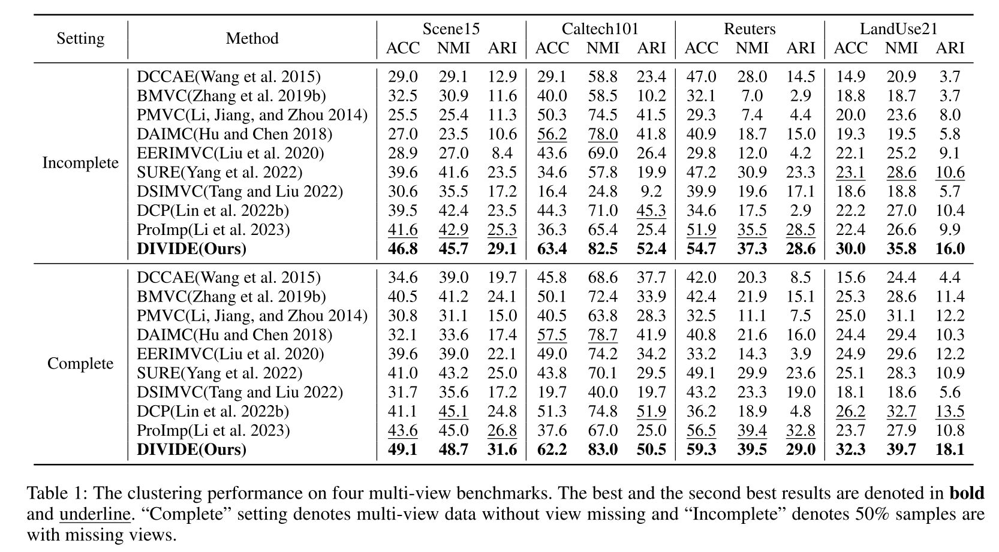 Setting Method Scene15 Caltech101 Reuters LandUse21
ACC NMI ARI ACC NMI ARI ACC NMI ARI ACC NMI ARI
Incomplete
DCCAE(Wang et al. 2015) 29.0 29.1 12.9 29.1 58.8 23.4 47.0 28.0 14.5 14.9 20.9 3.7
BMVC(Zhang et al. 2019b) 32.5 30.9 11.6 40.0 58.5 10.2 32.1 7.0 2.9 18.8 18.7 3.7
PMVC(Li, Jiang, and Zhou 2014) 25.5 25.4 11.3 50.3 74.5 41.5 29.3 7.4 4.4 20.0 23.6 8.0
DAIMC(Hu and Chen 2018) 27.0 23.5 10.6 56.2 78.0 41.8 40.9 18.7 15.0 19.3 19.5 5.8
EERIMVC(Liu et al. 2020) 28.9 27.0 8.4 43.6 69.0 26.4 29.8 12.0 4.2 22.1 25.2 9.1
SURE(Yang et al. 2022) 39.6 41.6 23.5 34.6 57.8 19.9 47.2 30.9 23.3 23.1 28.6 10.6
DSIMVC(Tang and Liu 2022) 30.6 35.5 17.2 16.4 24.8 9.2 39.9 19.6 17.1 18.6 18.8 5.7
DCP(Lin et al. 2022b) 39.5 42.4 23.5 44.3 71.0 45.3 34.6 17.5 2.9 22.2 27.0 10.4
ProImp(Li et al. 2023) 41.6 42.9 25.3 36.3 65.4 25.4 51.9 35.5 28.5 22.4 26.6 9.9
DIVIDE(Ours) 46.8 45.7 29.1 63.4 82.5 52.4 54.7 37.3 28.6 30.0 35.8 16.0
Complete
DCCAE(Wang et al. 2015) 34.6 39.0 19.7 45.8 68.6 37.7 42.0 20.3 8.5 15.6 24.4 4.4
BMVC(Zhang et al. 2019b) 40.5 41.2 24.1 50.1 72.4 33.9 42.4 21.9 15.1 25.3 28.6 11.4
PMVC(Li, Jiang, and Zhou 2014) 30.8 31.1 15.0 40.5 63.8 28.3 32.5 11.1 7.5 25.0 31.1 12.2
DAIMC(Hu and Chen 2018) 32.1 33.6 17.4 57.5 78.7 41.9 40.8 21.6 16.0 24.4 29.4 10.3
EERIMVC(Liu et al. 2020) 39.6 39.0 22.1 49.0 74.2 34.2 33.2 14.3 3.9 24.9 29.6 12.2
SURE(Yang et al. 2022) 41.0 43.2 25.0 43.8 70.1 29.5 49.1 29.9 23.6 25.1 28.3 10.9
DSIMVC(Tang and Liu 2022) 31.7 35.6 17.2 19.7 40.0 19.7 43.2 23.3 19.0 18.1 18.6 5.6
DCP(Lin et al. 2022b) 41.1 45.1 24.8 51.3 74.8 51.9 36.2 18.9 4.8 26.2 32.7 13.5
ProImp(Li et al. 2023) 43.6 45.0 26.8 37.6 67.0 25.0 56.5 39.4 32.8 23.7 27.9 10.8
DIVIDE(Ours) 49.1 48.7 31.6 62.2 83.0 50.5 59.3 39.5 29.0 32.3 39.7 18.1
Table 1: The clustering performance on four multi-view benchmarks. The best and the second best results are denoted in bold
and underline. “Complete” setting denotes multi-view data without view missing and “Incomplete” denotes 50% samples are
with missing views.